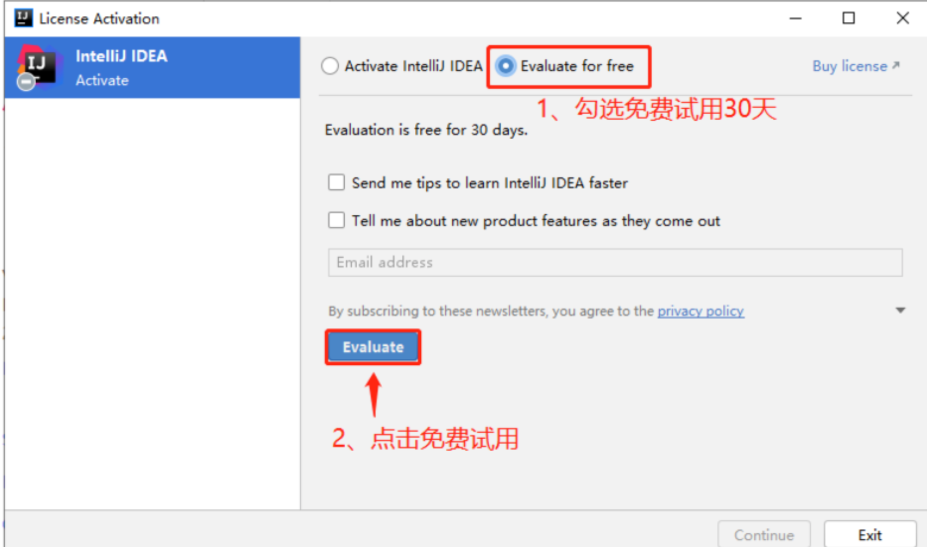 License Activation
IntelliJ IDEA
Activate
Activate IntelliJ IDEA
Evaluate for free
Buy license
1、勾选免费试用30天
Evaluation is free for 30 days.
Send me tips to learn IntelliJ IDEA faster
Tell me about new product features as they come out
Email address
By subscribing to these newsletters, you agree to the privacy policy
Evaluate
2、点击免费试用
Continue
Exit